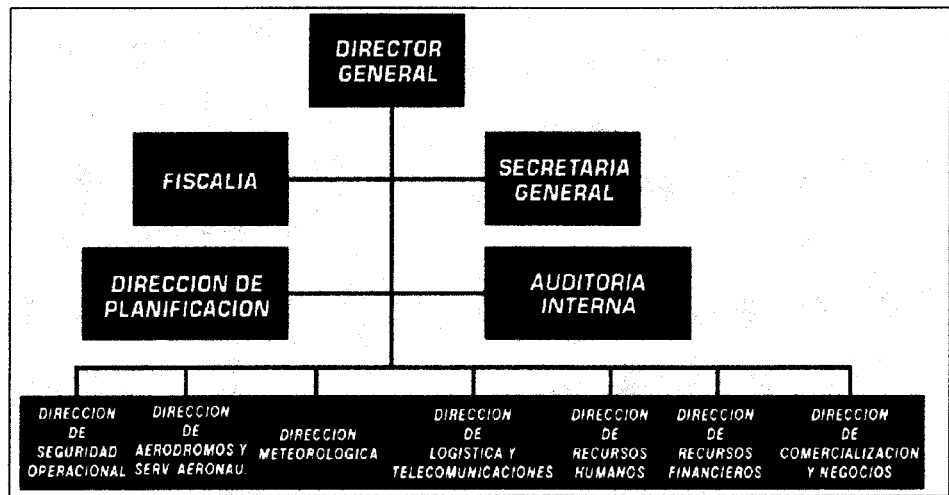 DIRECTOR
GENERAL
FISCALIA
SECRETARIA
GENERAL
DIRECCION DE
PLANIFICACION
AUDITORIA
INTERNA
DIRECCION
DE
SEGURIDAD
OPERACIONAL
DIRECCION
DE
AERODROMOS Y
SERV AERONAU.
DIRECCION
METEOROLOGICA
DIRECCION
DE
LOGISTICA Y
TELECOMUNICACIONES
DIRECCION
DE
RECURSOS
HUMANOS
DIRECCION
DE
RECURSOS
FINANCIEROS
DIRECCION
DE
COMERCIALIZACION
Y NEGOCIOS